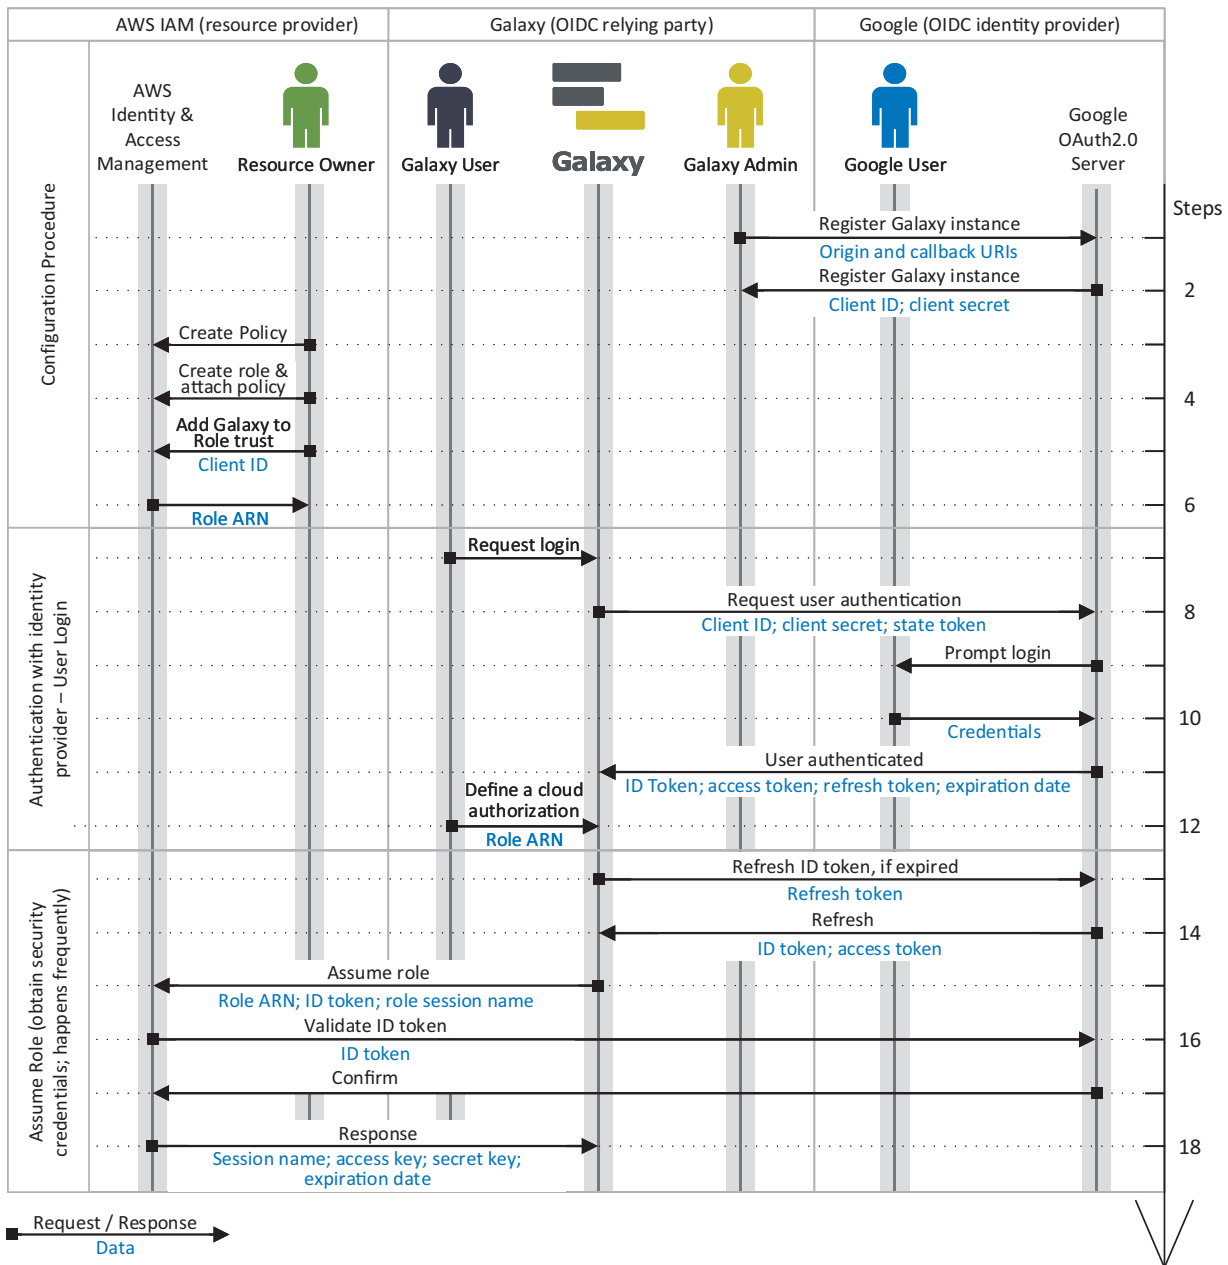 AWS IAM (resource provider)
Galaxy (OIDC relying party)
Google (OIDC identity provider)
AWS
Identity &
Access
Management
Resource Owner
Galaxy User
Galaxy
Galaxy Admin
Google User
Google
OAuth2.0
Server
Steps
Configuration Procedure
Register Galaxy instance
Origin and callback URIs
Register Galaxy instance
Client ID; client secret
2
Create Policy
Create role &
attach policy
4
Add Galaxy to
Role trust
Client ID
Role ARN
6
Authentication with identity
provider – User Login
Request login
Request user authentication
Client ID; client secret; state token
8
Prompt login
Credentials
10
User authenticated
ID Token; access token; refresh token; expiration date
Define a cloud
authorization
Role ARN
12
Assume Role (obtain security
credentials; happens frequently)
Refresh ID token, if expired
Refresh token
Refresh
ID token; access token
14
Assume role
Role ARN; ID token; role session name
Validate ID token
ID token
16
Confirm
Response
Session name; access key; secret key;
expiration date
18
Request / Response
Data